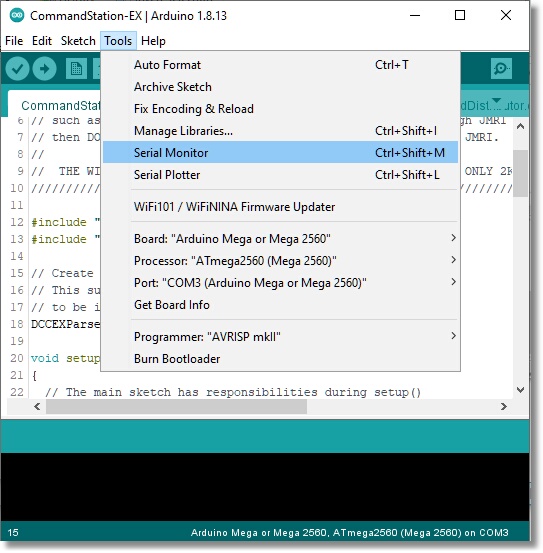 CommandStation-EX | Arduino 1.8.13
File Edit Sketch Tools Help
Auto Format Ctrl+T
Archive Sketch
Fix Encoding & Reload
Manage Libraries... Ctrl+Shift+I
Serial Monitor Ctrl+Shift+M
Serial Plotter Ctrl+Shift+L
WiFi101 / WiFiNINA Firmware Updater
Board: "Arduino Mega or Mega 2560"
Processor: "ATmega2560 (Mega 2560)"
Port: "COM3 (Arduino Mega or Mega 2560)"
Get Board Info
Programmer: "AVRISP mkII"
Burn Bootloader
CommandStat
6 // such as JMRI
7 // then DO JMRI.
8 //
9 // THE WI ONLY 2K
10 ///////////
11
12 #include "
13 #include "
14
15 // Create
16 // This su
17 // to be i
18 DCCEXParse
19
20 void setup
21 {
22 // The main sketch has responsibilities during setup()
15 Arduino Mega or Mega 2560, ATmega2560 (Mega 2560) on COM3